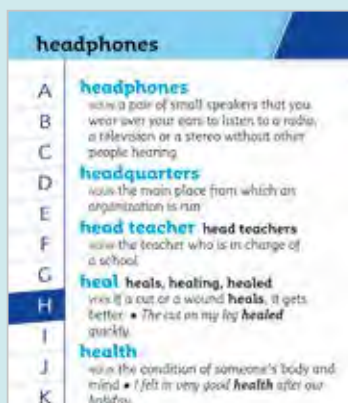 headphones
A
B
C
D
E
F
G
H
I
J
K
headphones
NOUN a pair of small speakers that you
wear over your ears to listen to a radio,
a television or a stereo without other
people hearing
headquarters
NOUN the main place from which an
organization is run
head teacher head teachers
NOUN the teacher who is in charge of
a school
heal heals, healing, healed
VERB If a cut or a wound heals, it gets
better. • The cut on my leg healed
quickly.
health
NOUN the condition of someone's body and
mind • I felt in very good health after our
holiday.